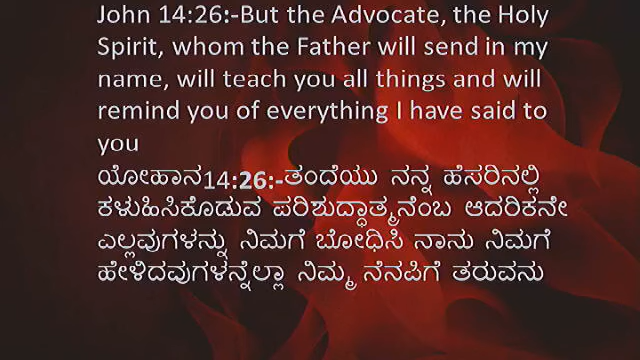 John 14:26:-But the Advocate, the Holy
Spirit, whom the Father will send in my
name, will teach you all things and will
remind you of everything I have said to
you
ಯೋಹಾನ14:26:-ತಂದೆಯು ನನ್ನ ಹೆಸರಿನಲ್ಲಿ
ಕಳುಹಿಸಿಕೊಡುವ ಪರಿಶುದ್ಧಾತ್ಮನೆಂಬ ಆದರಿಕನೇ
ಎಲ್ಲವುಗಳನ್ನು ನಿಮಗೆ ಬೋಧಿಸಿ ನಾನು ನಿಮಗೆ
ಹೇಳಿದವುಗಳನ್ನೆಲ್ಲಾ ನಿಮ್ಮ ನೆನಪಿಗೆ ತರುವನು